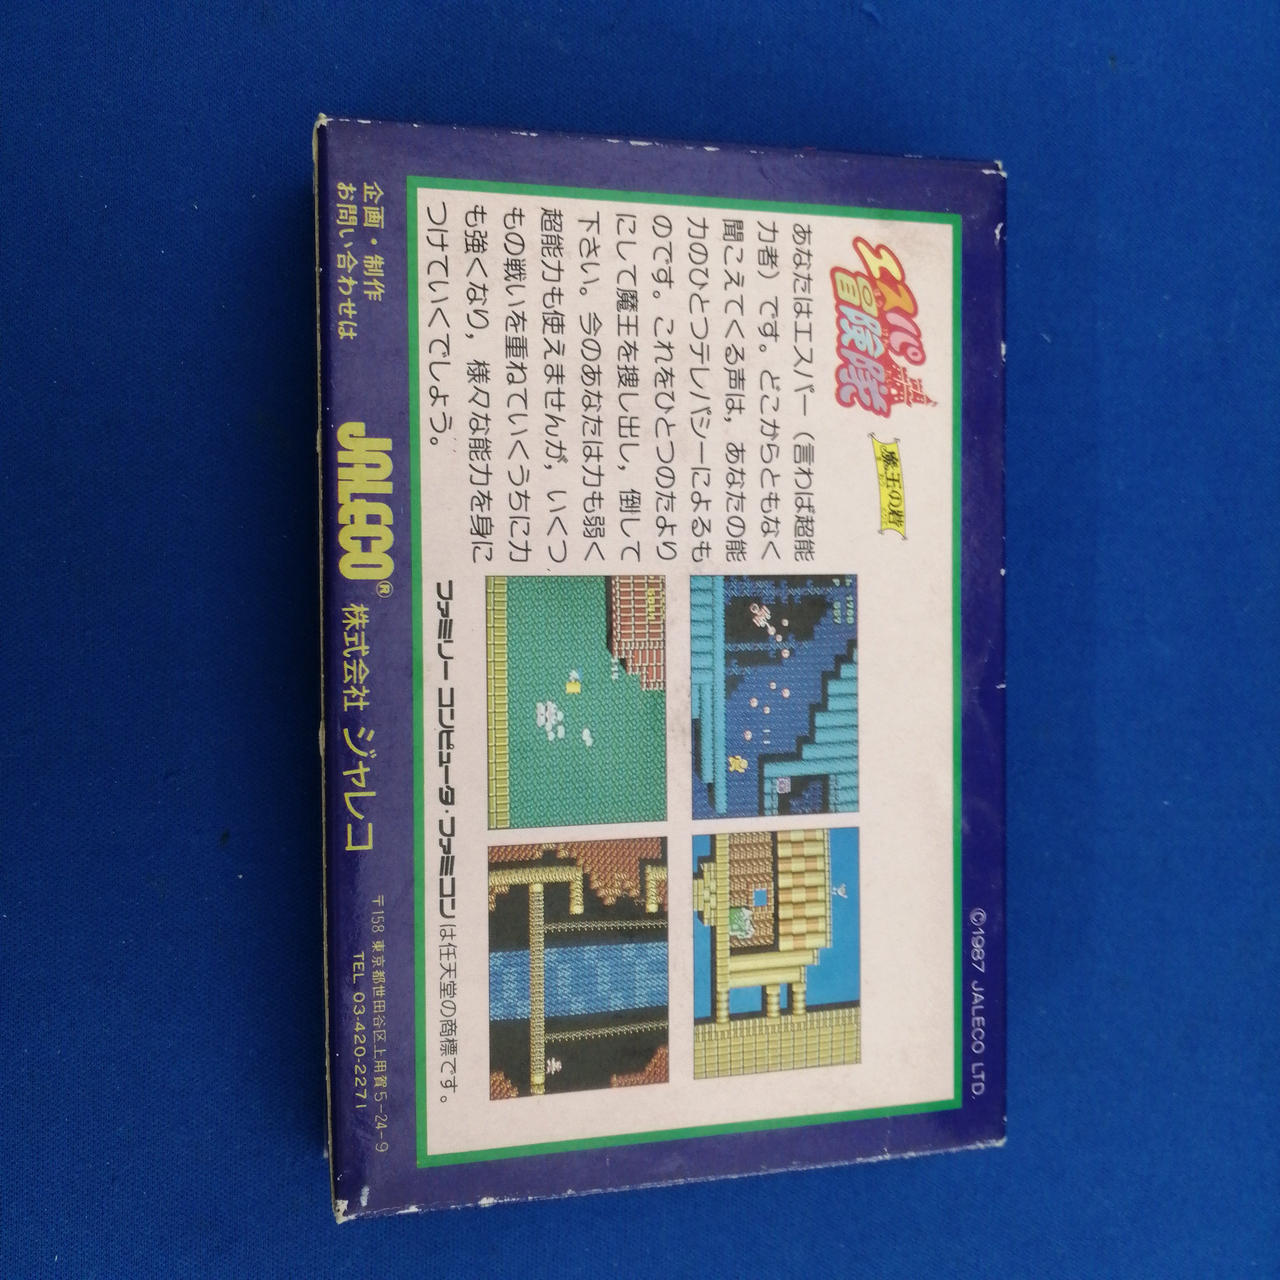 ©1987 JALECO LTD.
エスパ
冒険隊
魔王の砦
あなたはエスパー（言わば超能
力者）です。どこからともなく
聞こえてくる声は，あなたの能
力のひとつテレパシーによるも
のです。これをひとつのたより
にして魔王を捜し出し，倒して
下さい。今のあなたは力も弱く
超能力も使えませんが，いくつ
もの戦いを重ねていくうちに力
も強くなり，様々な能力を身に
つけていくでしょう。
ファミリーコンピュータ・ファミコンは任天堂の商標です。
企画・制作
お問い合わせは
JALECO®
株式会社 ジャレコ
〒158 東京都世田谷区上用賀5-24-9
TEL 03-420-2271